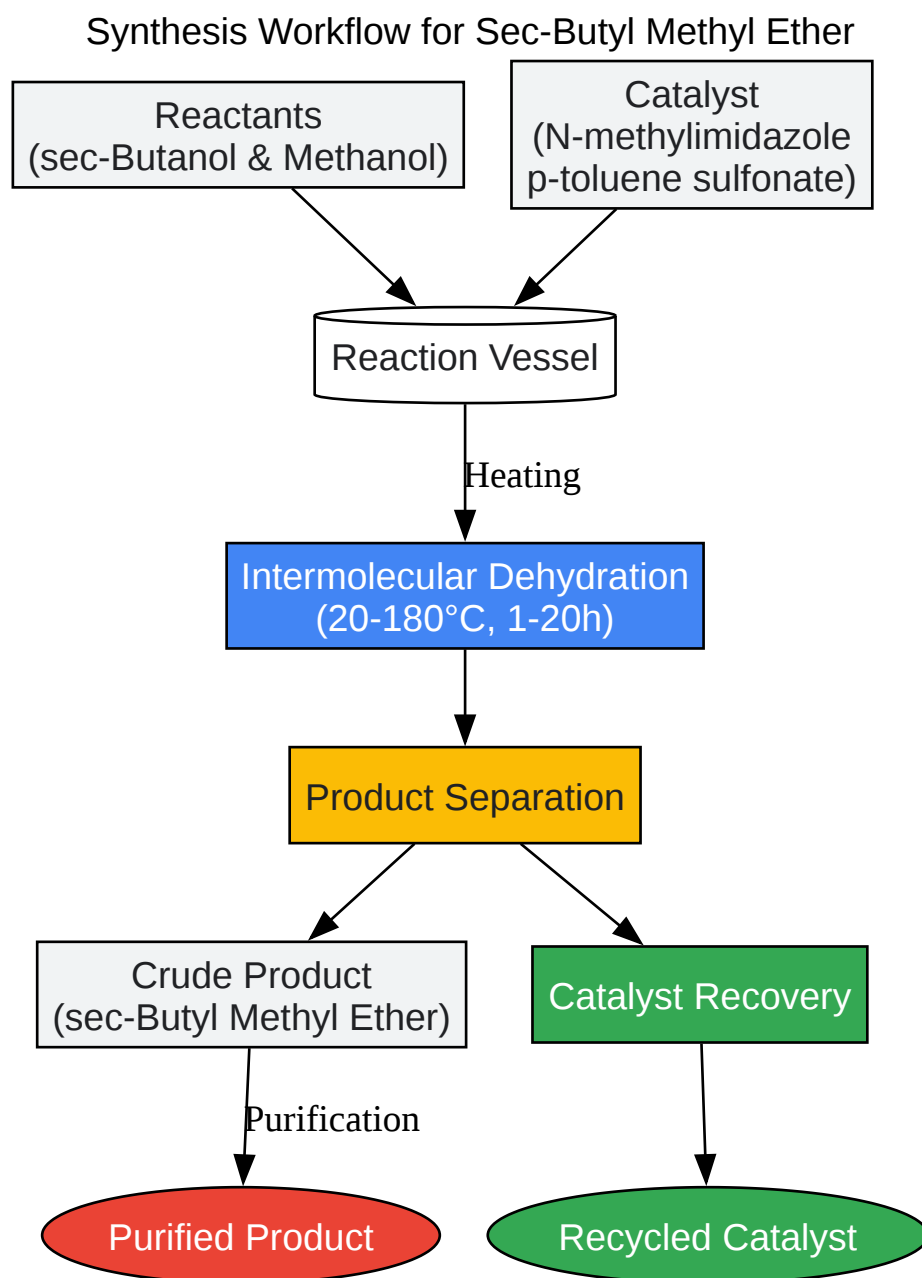 Synthesis Workflow for Sec-Butyl Methyl Ether
Reactants
(sec-Butanol & Methanol)
Catalyst
(N-methylimidazole
p-toluene sulfonate)
Reaction Vessel
Heating
Intermolecular Dehydration
(20-180°C, 1-20h)
Product Separation
Crude Product
(sec-Butyl Methyl Ether)
Catalyst Recovery
Purification
Purified Product
Recycled Catalyst